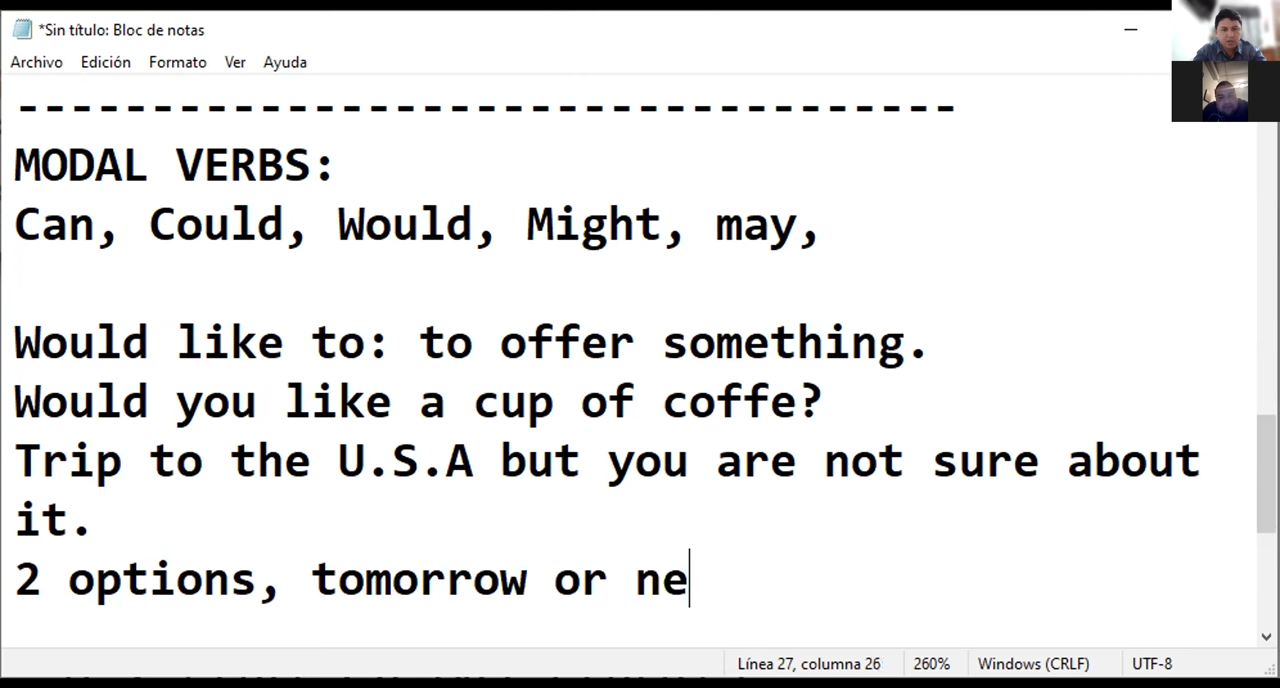 *Sin título: Bloc de notas
Archivo Edición Formato Ver Ayuda
-----------------------------------
MODAL VERBS:
Can, Could, Would, Might, may,
Would like to: to offer something.
Would you like a cup of coffe?
Trip to the U.S.A but you are not sure about
it.
2 options, tomorrow or ne
Línea 27, columna 26 260% Windows (CRLF) UTF-8